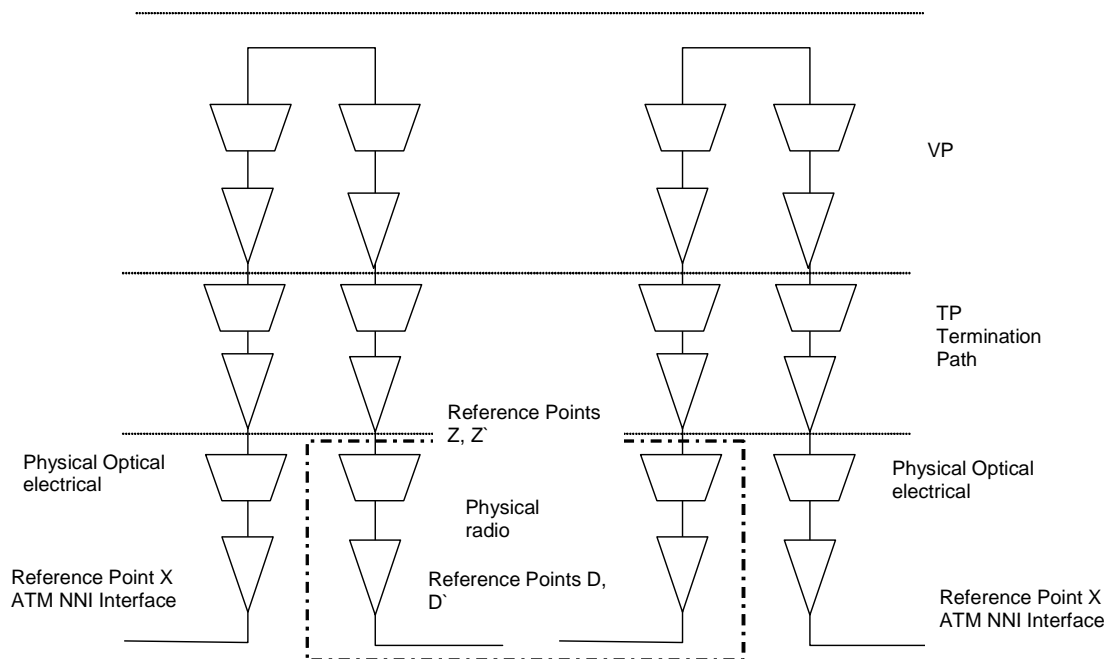 VP
TP
Termination
Path
Reference Points
Z, Z`
Physical Optical
electrical
Physical
radio
Physical Optical
electrical
Reference Point X
ATM NNI Interface
Reference Points D,
D`
Reference Point X
ATM NNI Interface